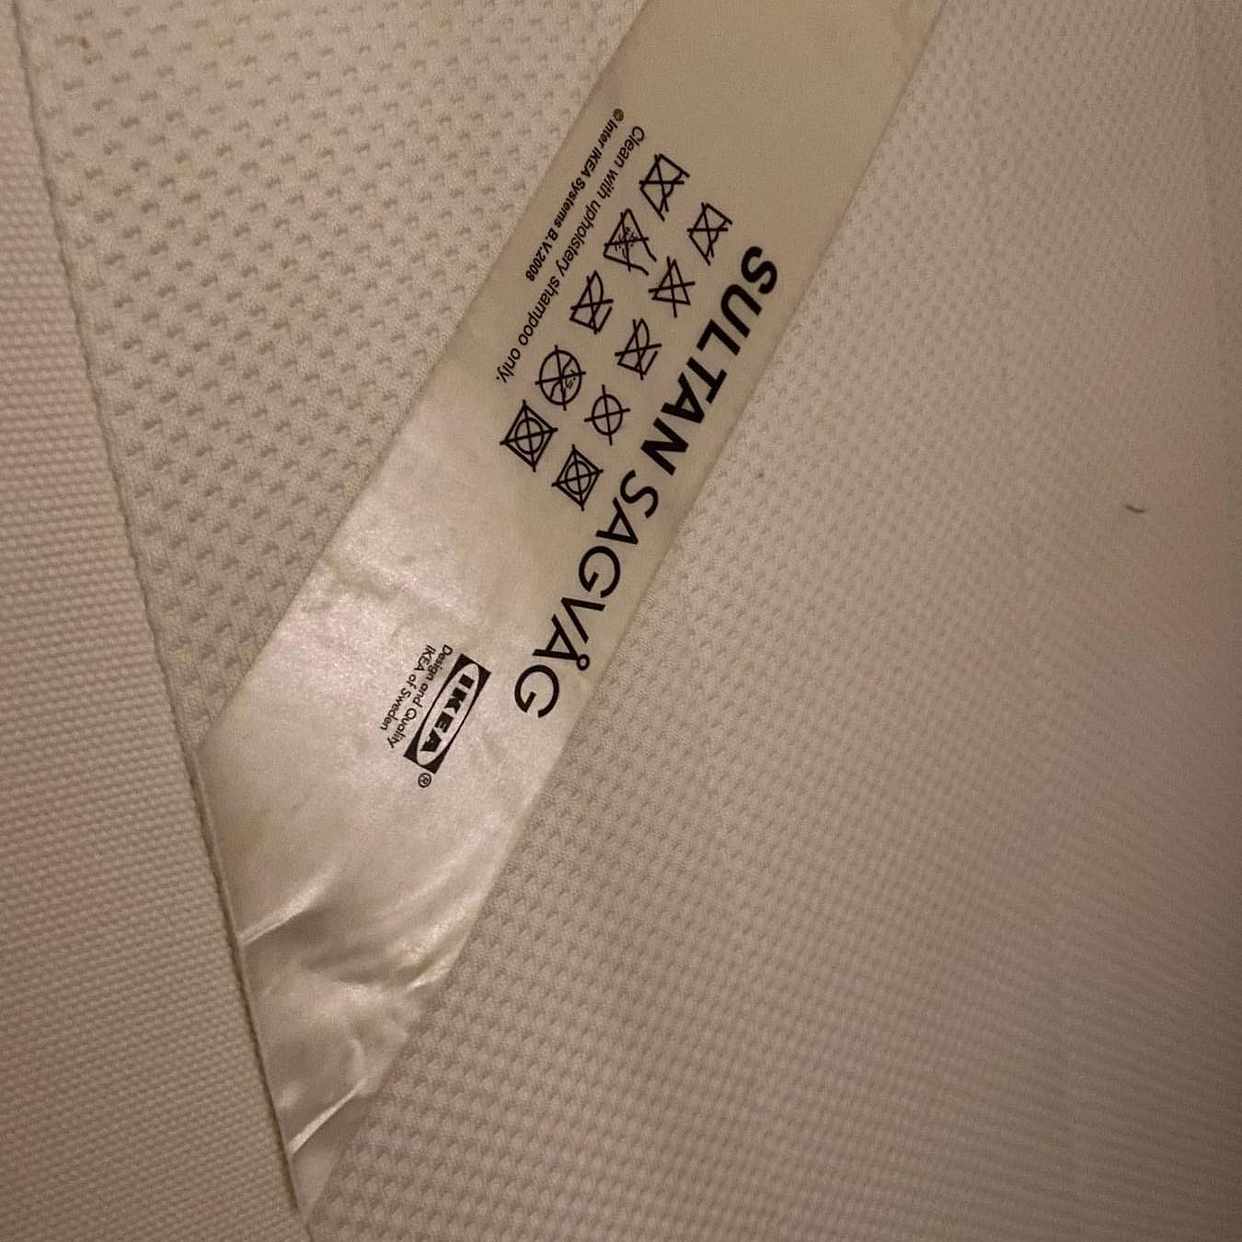 SULTAN SAGVÅG
Clean with upholstery shampoo only.
© Inter IKEA Systems B.V.2008
IKEA®
Design and Quality
IKEA of Sweden